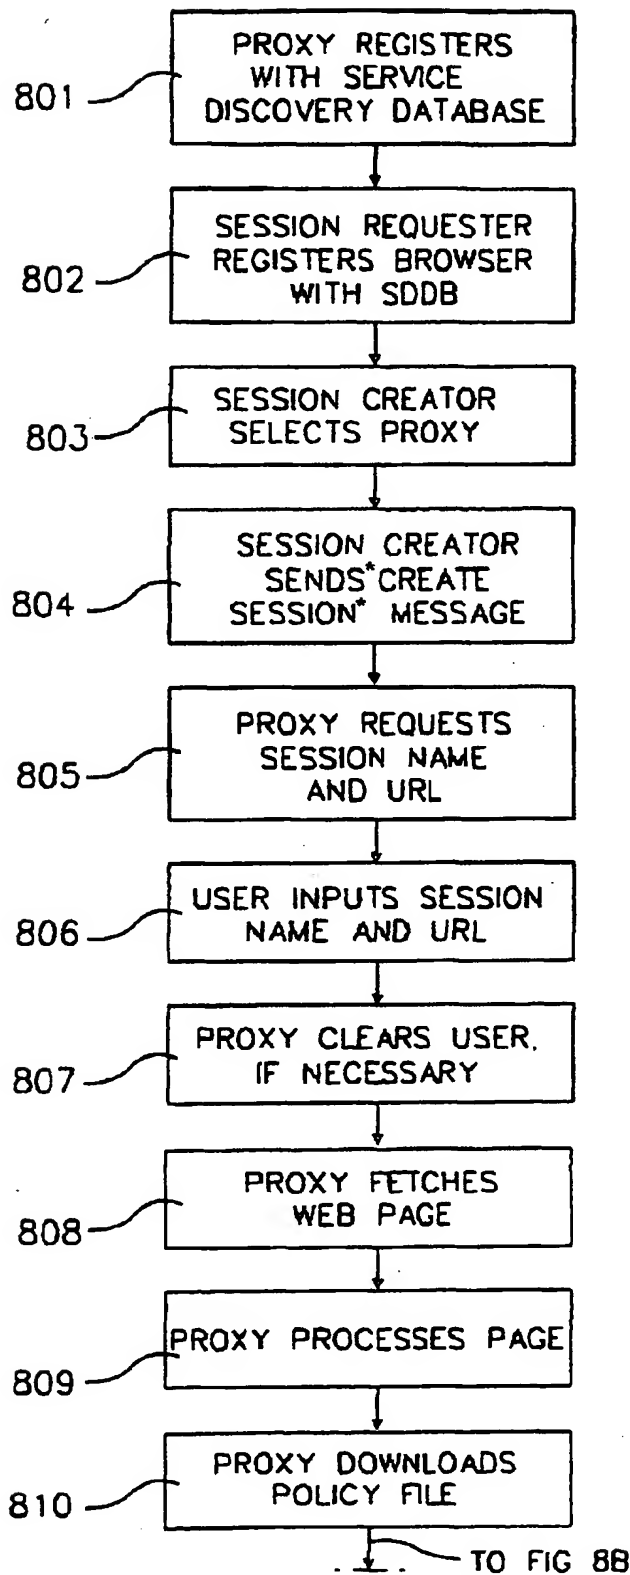 PROXY REGISTERS
WITH SERVICE
DISCOVERY DATABASE
801
SESSION REQUESTER
REGISTERS BROWSER
WITH SDDB
802
SESSION CREATOR
SELECTS PROXY
803
SESSION CREATOR
SENDS*CREATE
SESSION* MESSAGE
804
PROXY REQUESTS
SESSION NAME
AND URL
805
USER INPUTS SESSION
NAME AND URL
806
PROXY CLEARS USER,
IF NECESSARY
807
PROXY FETCHES
WEB PAGE
808
PROXY PROCESSES PAGE
809
PROXY DOWNLOADS
POLICY FILE
810
TO FIG 8B